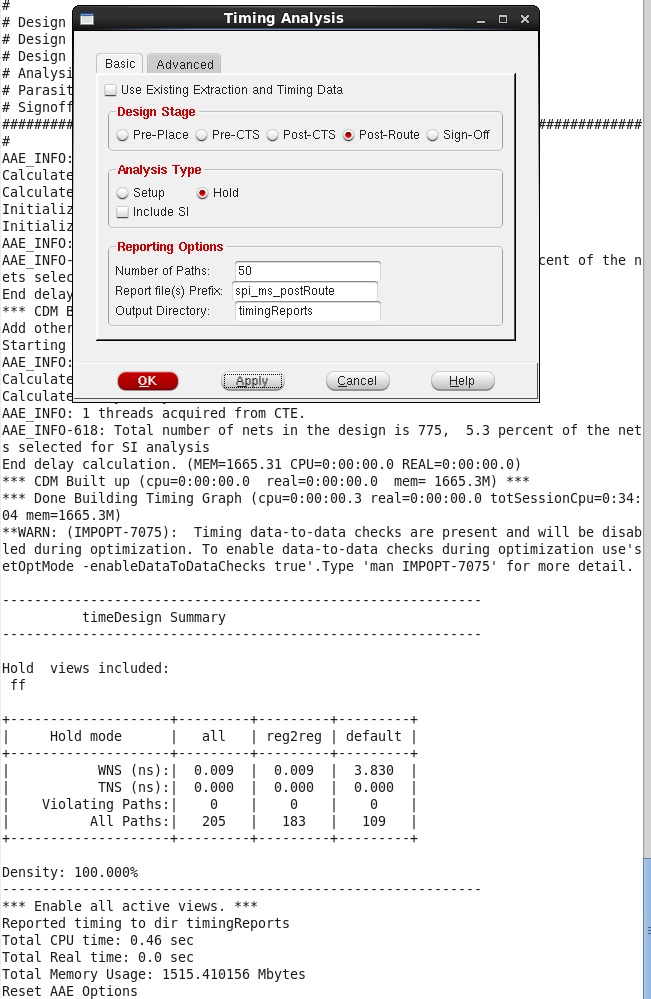 #
# Design
# Design
# Design
# Analysi
# Parasit
# Signoff
#
AAE_INFO:
Calculate
Calculate
Initializ
Initializ
AAE_INFO:
AAE_INFO-
cent of the n
ets selec
End delay
*** CDM B
Add other
Starting
AAE_INFO:
Calculate
Calculate
Timing Analysis
Basic
Advanced
Use Existing Extraction and Timing Data
Design Stage
Pre-Place Pre-CTS Post-CTS Post-Route Sign-Off
Analysis Type
Setup Hold
Include SI
Reporting Options
Number of Paths: 50
Report file(s) Prefix: spi_ms_postRoute
Output Directory: timingReports
OK Apply Cancel Help
AAE_INFO: 1 threads acquired from CTE.
AAE_INFO-618: Total number of nets in the design is 775,  5.3 percent of the net
s selected for SI analysis
End delay calculation. (MEM=1665.31 CPU=0:00:00.0 REAL=0:00:00.0)
*** CDM Built up (cpu=0:00:00.0  real=0:00:00.0  mem= 1665.3M) ***
*** Done Building Timing Graph (cpu=0:00:00.3 real=0:00:00.0 totSessionCpu=0:34:
04 mem=1665.3M)
**WARN: (IMPOPT-7075):  Timing data-to-data checks are present and will be disab
led during optimization. To enable data-to-data checks during optimization use's
etOptMode -enableDataToDataChecks true'.Type 'man IMPOPT-7075' for more detail.
------------------------------------------------------------
timeDesign Summary
------------------------------------------------------------
Hold  views included:
ff
+--------------------+---------+---------+---------+
|     Hold mode      |   all   | reg2reg | default |
+--------------------+---------+---------+---------+
|           WNS (ns):|  0.009  |  0.009  |  3.830  |
|           TNS (ns):|  0.000  |  0.000  |  0.000  |
|    Violating Paths:|    0    |    0    |    0    |
|          All Paths:|   205   |   183   |   109   |
+--------------------+---------+---------+---------+
Density: 100.000%
------------------------------------------------------------
*** Enable all active views. ***
Reported timing to dir timingReports
Total CPU time: 0.46 sec
Total Real time: 0.0 sec
Total Memory Usage: 1515.410156 Mbytes
Reset AAE Options